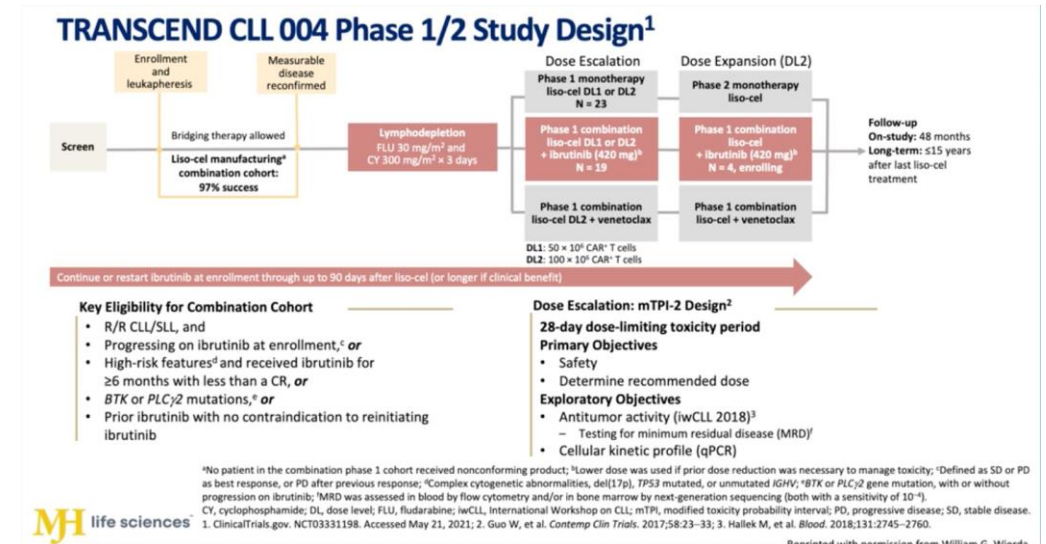 TRANSCEND CLL 004 Phase 1/2 Study Design¹
Enrollment
and
leukapheresis
Measurable
disease
reconfirmed
Screen
Bridging therapy allowed
Liso-cel manufacturingᵃ
combination cohort:
97% success
Lymphodepletion
FLU 30 mg/m² and
CY 300 mg/m² × 3 days
Dose Escalation
Phase 1 monotherapy
liso-cel DL1 or DL2
N = 23
Phase 1 combination
liso-cel DL1 or DL2
+ ibrutinib (420 mg)ᵇ
N = 19
Phase 1 combination
liso-cel DL2 + venetoclax
DL1: 50 × 10⁶ CAR⁺ T cells
DL2: 100 × 10⁶ CAR⁺ T cells
Dose Expansion (DL2)
Phase 2 monotherapy
liso-cel
Phase 1 combination
liso-cel
+ ibrutinib (420 mg)ᵇ
N = 4, enrolling
Phase 1 combination
liso-cel + venetoclax
Follow-up
On-study: 48 months
Long-term: ≤15 years
after last liso-cel
treatment
Continue or restart ibrutinib at enrollment through up to 90 days after liso-cel (or longer if clinical benefit)
Key Eligibility for Combination Cohort
• R/R CLL/SLL, and
• Progressing on ibrutinib at enrollment,ᶜ or
• High-risk featuresᵈ and received ibrutinib for
≥6 months with less than a CR, or
• BTK or PLCγ2 mutations,ᵉ or
• Prior ibrutinib with no contraindication to reinitiating
ibrutinib
Dose Escalation: mTPI-2 Design²
28-day dose-limiting toxicity period
Primary Objectives
• Safety
• Determine recommended dose
Exploratory Objectives
• Antitumor activity (iwCLL 2018)³
– Testing for minimum residual disease (MRD)ᶠ
• Cellular kinetic profile (qPCR)
ᵃNo patient in the combination phase 1 cohort received nonconforming product; ᵇLower dose was used if prior dose reduction was necessary to manage toxicity; ᶜDefined as SD or PD
as best response, or PD after previous response; ᵈComplex cytogenetic abnormalities, del(17p), TP53 mutated, or unmutated IGHV; ᵉBTK or PLCγ2 gene mutation, with or without
progression on ibrutinib; ᶠMRD was assessed in blood by flow cytometry and/or in bone marrow by next-generation sequencing (both with a sensitivity of 10⁻⁴).
CY, cyclophosphamide; DL, dose level; FLU, fludarabine; iwCLL, International Workshop on CLL; mTPI, modified toxicity probability interval; PD, progressive disease; SD, stable disease.
1. ClinicalTrials.gov. NCT03331198. Accessed May 21, 2021; 2. Guo W, et al. Contemp Clin Trials. 2017;58:23–33; 3. Hallek M, et al. Blood. 2018;131:2745–2760.
MH life sciences
Reprinted with permission from William G. Wierda